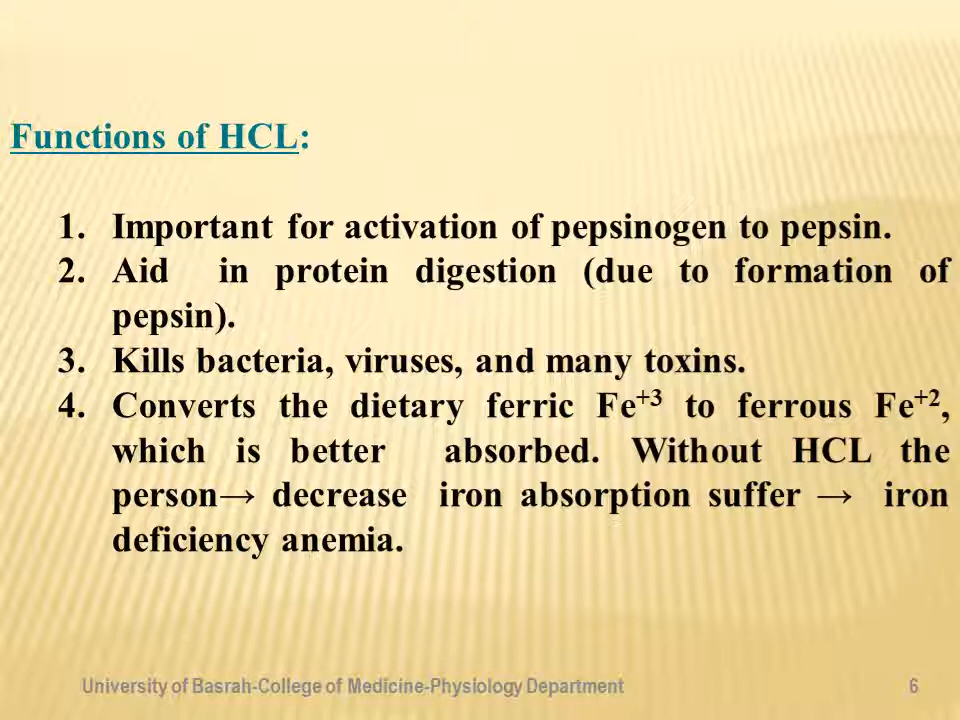 Functions of HCL:
1. Important for activation of pepsinogen to pepsin.
2. Aid in protein digestion (due to formation of
pepsin).
3. Kills bacteria, viruses, and many toxins.
4. Converts the dietary ferric Fe+3 to ferrous Fe+2,
which is better absorbed. Without HCL the
person→ decrease iron absorption suffer → iron
deficiency anemia.
University of Basrah-College of Medicine-Physiology Department 6